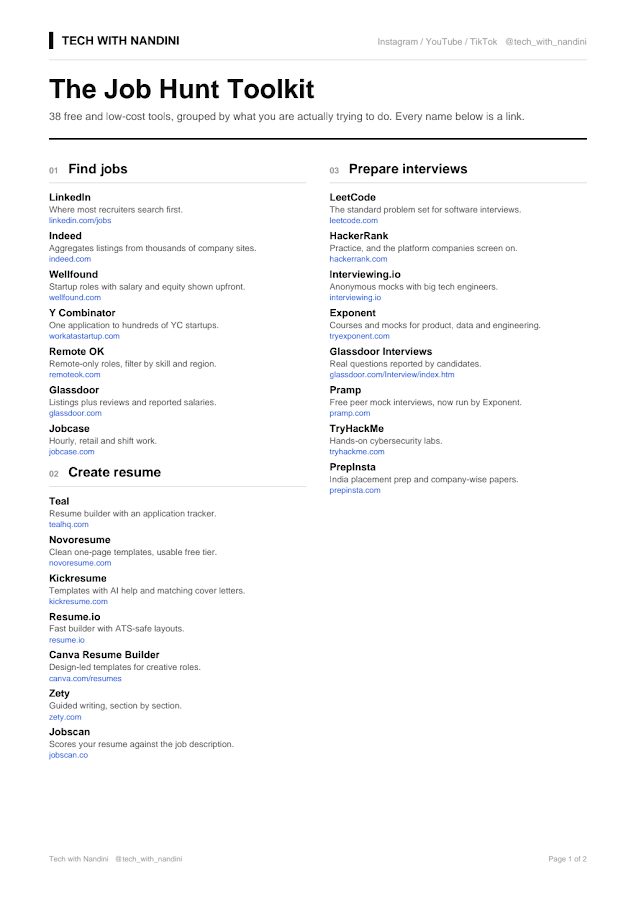 TECH WITH NANDINI
Instagram / YouTube / TikTok @tech_with_nandini
The Job Hunt Toolkit
38 free and low-cost tools, grouped by what you are actually trying to do. Every name below is a link.
01 Find jobs
LinkedIn
Where most recruiters search first.
linkedin.com/jobs
Indeed
Aggregates listings from thousands of company sites.
indeed.com
Wellfound
Startup roles with salary and equity shown upfront.
wellfound.com
Y Combinator
One application to hundreds of YC startups.
workatastartup.com
Remote OK
Remote-only roles, filter by skill and region.
remoteok.com
Glassdoor
Listings plus reviews and reported salaries.
glassdoor.com
Jobcase
Hourly, retail and shift work.
jobcase.com
02 Create resume
Teal
Resume builder with an application tracker.
tealhq.com
Novoresume
Clean one-page templates, usable free tier.
novoresume.com
Kickresume
Templates with AI help and matching cover letters.
kickresume.com
Resume.io
Fast builder with ATS-safe layouts.
resume.io
Canva Resume Builder
Design-led templates for creative roles.
canva.com/resumes
Zety
Guided writing, section by section.
zety.com
Jobscan
Scores your resume against the job description.
jobscan.co
03 Prepare interviews
LeetCode
The standard problem set for software interviews.
leetcode.com
HackerRank
Practice, and the platform companies screen on.
hackerrank.com
Interviewing.io
Anonymous mocks with big tech engineers.
interviewing.io
Exponent
Courses and mocks for product, data and engineering.
tryexponent.com
Glassdoor Interviews
Real questions reported by candidates.
glassdoor.com/Interview/index.htm
Pramp
Free peer mock interviews, now run by Exponent.
pramp.com
TryHackMe
Hands-on cybersecurity labs.
tryhackme.com
PrepInsta
India placement prep and company-wise papers.
prepinsta.com
Tech with Nandini @tech_with_nandini
Page 1 of 2